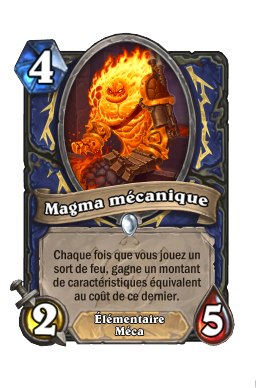 4
Magma mécanique
Chaque fois que vous jouez un
sort de feu, gagne un montant
de caractéristiques équivalent
au coût de ce dernier.
2
Élémentaire
Méca
5